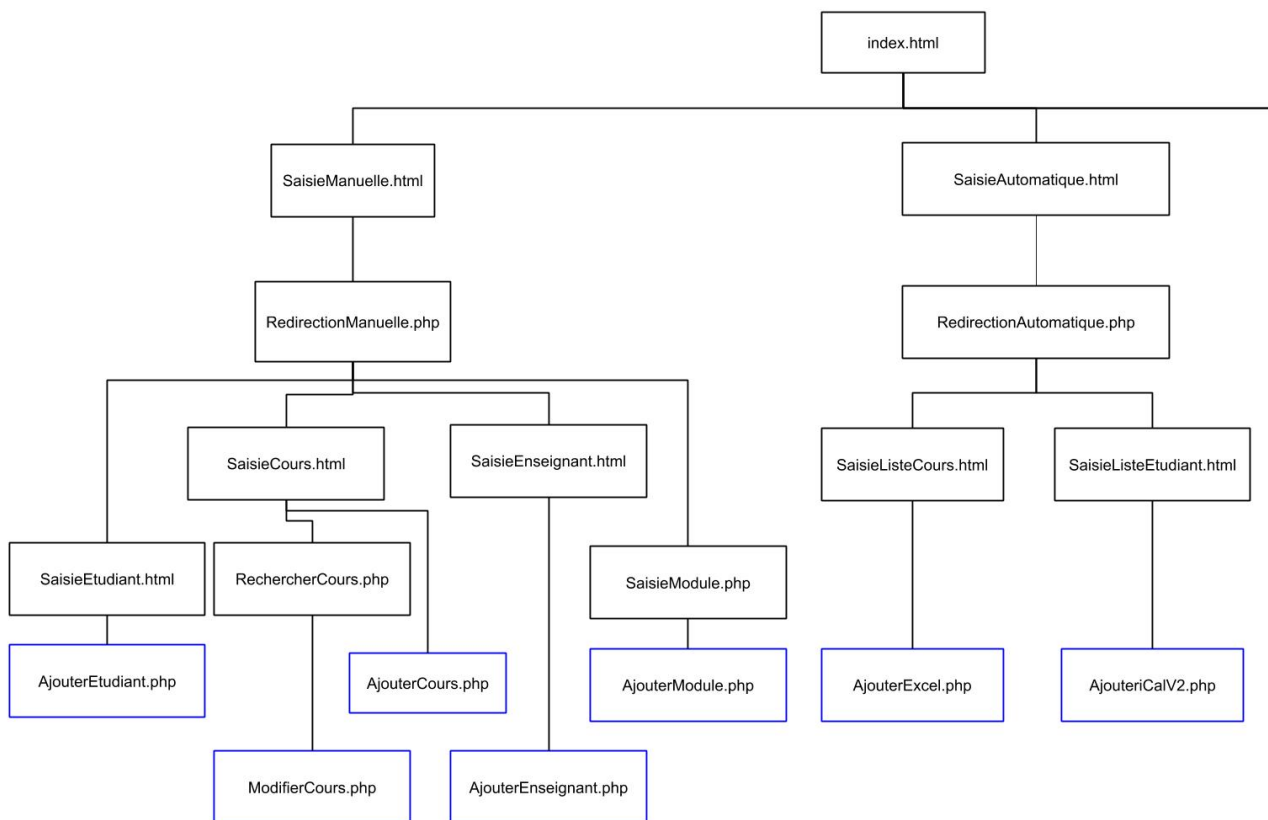 index.html
SaisieManuelle.html
SaisieAutomatique.html
RedirectionManuelle.php
RedirectionAutomatique.php
SaisieCours.html
SaisieEnseignant.html
SaisieListeCours.html
SaisieListeEtudiant.html
SaisieEtudiant.html
RechercherCours.php
SaisieModule.php
AjouterEtudiant.php
AjouterCours.php
AjouterModule.php
AjouterExcel.php
AjouteriCalV2.php
ModifierCours.php
AjouterEnseignant.php